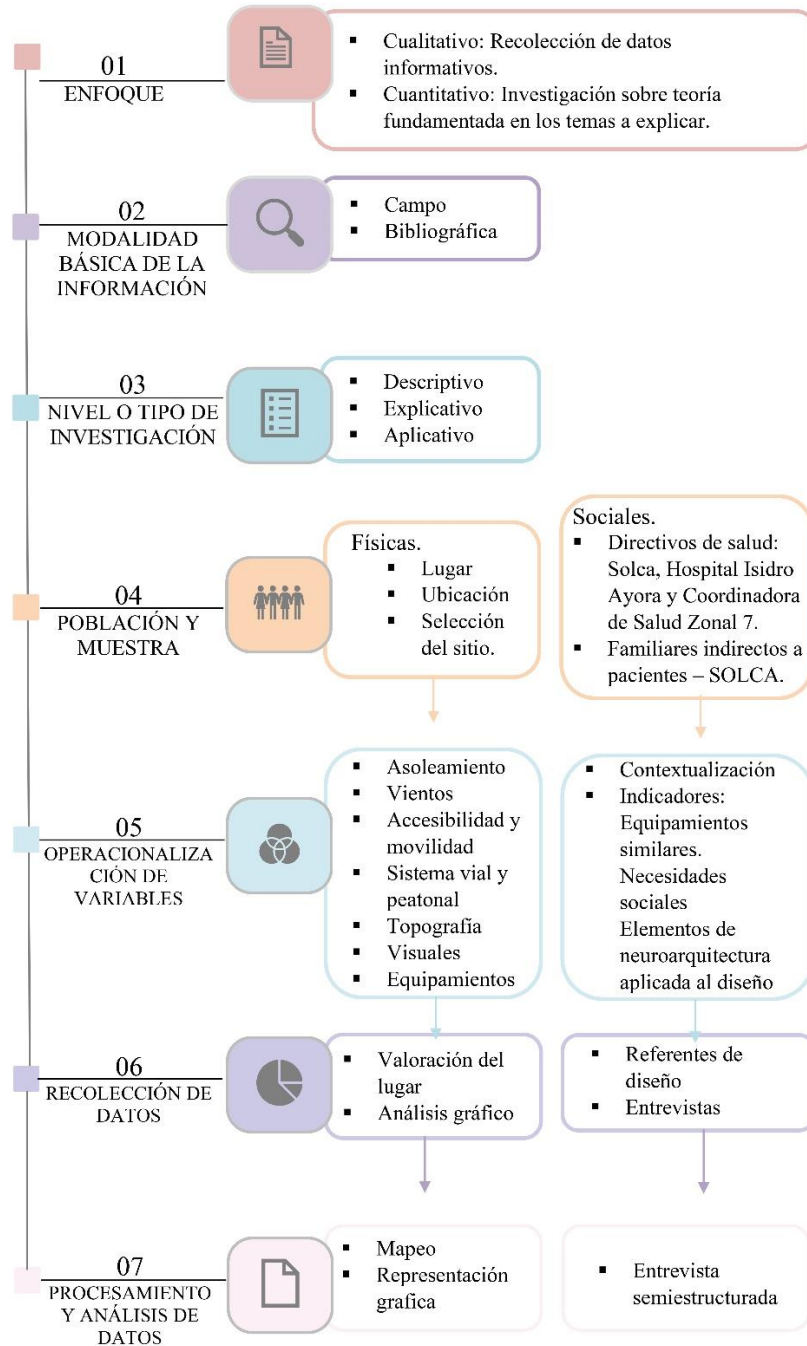 01
ENFOQUE
▪ Cualitativo: Recolección de datos
informativos.
▪ Cuantitativo: Investigación sobre teoría
fundamentada en los temas a explicar.
02
MODALIDAD
BÁSICA DE LA
INFORMACIÓN
▪ Campo
▪ Bibliográfica
03
NIVEL O TIPO DE
INVESTIGACIÓN
▪ Descriptivo
▪ Explicativo
▪ Aplicativo
04
POBLACIÓN Y
MUESTRA
Físicas.
▪ Lugar
▪ Ubicación
▪ Selección
del sitio.
Sociales.
▪ Directivos de salud:
Solca, Hospital Isidro
Ayora y Coordinadora
de Salud Zonal 7.
▪ Familiares indirectos a
pacientes – SOLCA.
05
OPERACIONALIZA
CIÓN DE
VARIABLES
▪ Asoleamiento
▪ Vientos
▪ Accesibilidad y
movilidad
▪ Sistema vial y
peatonal
▪ Topografía
▪ Visuales
▪ Equipamientos
▪ Contextualización
▪ Indicadores:
Equipamientos
similares.
Necesidades
sociales
Elementos de
neuroarquitectura
aplicada al diseño
06
RECOLECCIÓN DE
DATOS
▪ Valoración del
lugar
▪ Análisis gráfico
▪ Referentes de
diseño
▪ Entrevistas
07
PROCESAMIENTO
Y ANÁLISIS DE
DATOS
▪ Mapeo
▪ Representación
grafica
▪ Entrevista
semiestructurada